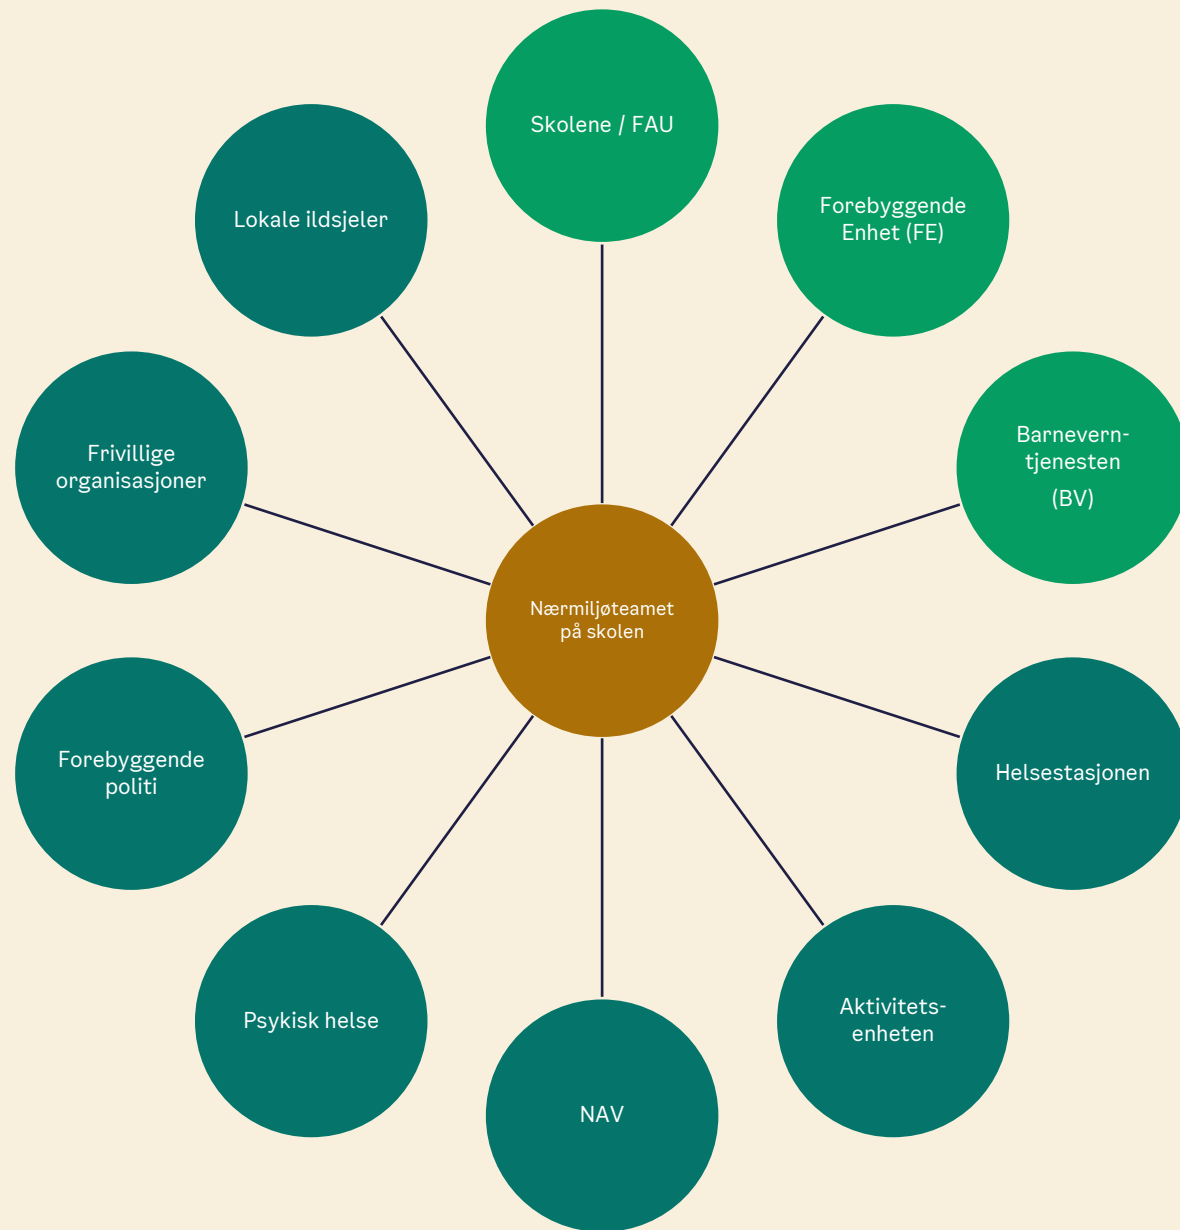 Skolene / FAU
Forebyggende
Enhet (FE)
Barnevern-
tjenesten
(BV)
Helsestasjonen
Aktivitets-
enheten
NAV
Psykisk helse
Forebyggende
politi
Frivillige
organisasjoner
Lokale ildsjeler
Nærmiljøteamet
på skolen